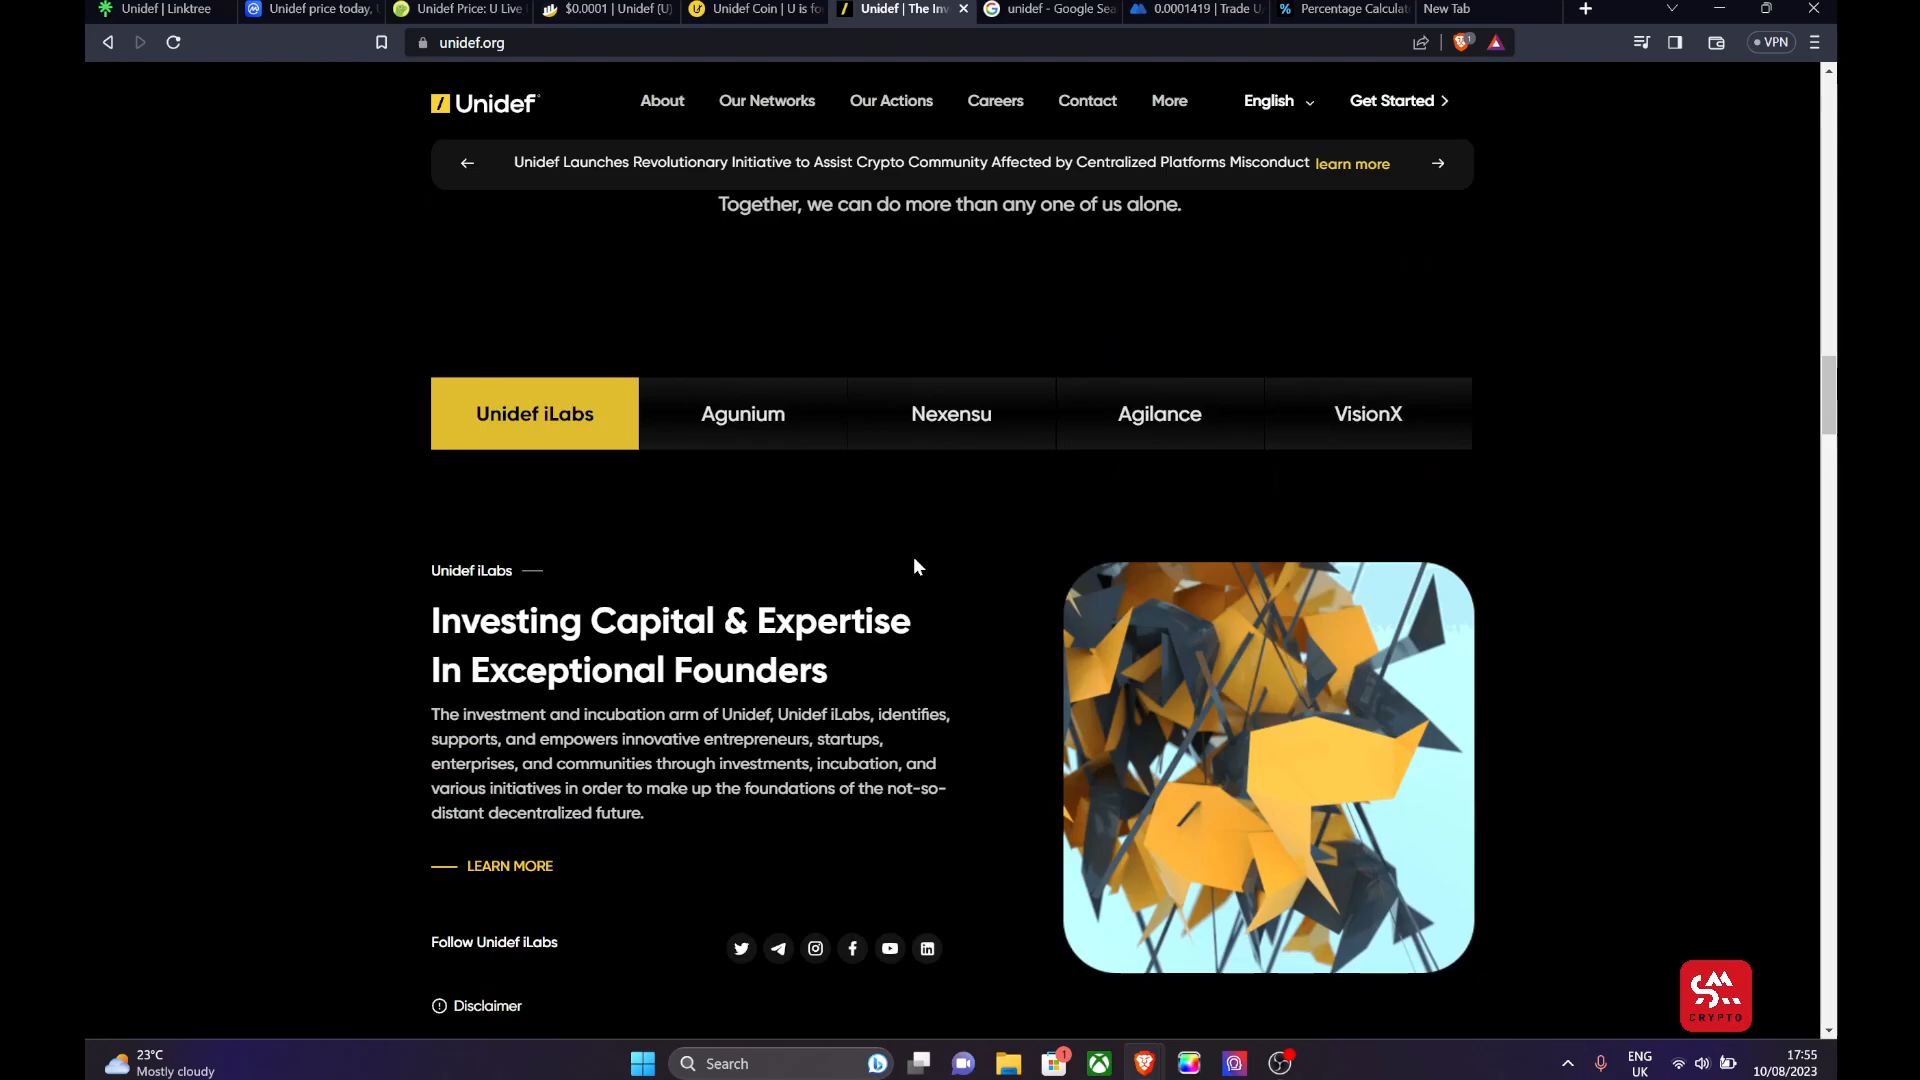 Unidef | Linktree
Unidef price today,
Unidef Price: U Live
$0.0001 | Unidef (U)
Unidef Coin | U is fo
Unidef | The Inv
unidef - Google Sea
0.0001419 | Trade U
Percentage Calculat
New Tab
unidef.org
1
VPN
Unidef
About
Our Networks
Our Actions
Careers
Contact
More
English
Get Started
Unidef Launches Revolutionary Initiative to Assist Crypto Community Affected by Centralized Platforms Misconduct learn more
Together, we can do more than any one of us alone.
Unidef iLabs
Agunium
Nexensu
Agilance
VisionX
Unidef iLabs
Investing Capital & Expertise
In Exceptional Founders
The investment and incubation arm of Unidef, Unidef iLabs, identifies,
supports, and empowers innovative entrepreneurs, startups,
enterprises, and communities through investments, incubation, and
various initiatives in order to make up the foundations of the not-so-
distant decentralized future.
LEARN MORE
Follow Unidef iLabs
Disclaimer
SM
CRYPTO
23°C
Mostly cloudy
Search
1
ENG
UK
17:55
10/08/2023